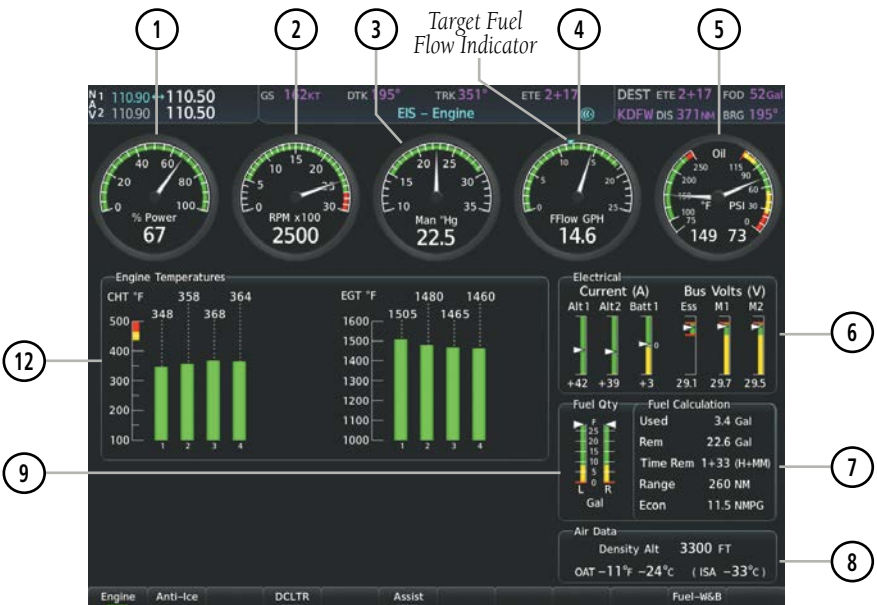 1
2
3
Target Fuel
Flow Indicator
4
5
NAV
1 110.90↔110.50
2 110.90 110.50
GS 162KT DTK 195° TRK 351° ETE 2+17
EIS – Engine
DEST ETE 2+17 FOD 52Gal
KDFW DIS 371NM BRG 195°
0 20 40 60 80 100
% Power
67
5 10 15 20 25 30
RPM x100
2500
10 15 20 25 30 35
Man "Hg
22.5
0 5 10 15 20 25
FFlow GPH
14.6
Oil
250 200 150 100 75
°F
115 90 60 30 0
PSI
149 73
Engine Temperatures
CHT °F
348 358 368 364
500
400
300
200
100
1 2 3 4
EGT °F
1505 1480 1465 1460
1600
1500
1400
1300
1200
1100
1000
1 2 3 4
Electrical
Current (A) Bus Volts (V)
Alt1 Alt2 Batt1 Ess M1 M2
0
+42 +39 +3 29.1 29.7 29.5
6
12
Fuel Qty
F
25
20
15
10
5
0
L R
Gal
9
Fuel Calculation
Used 3.4 Gal
Rem 22.6 Gal
Time Rem 1+33 (H+MM)
Range 260 NM
Econ 11.5 NMPG
7
Air Data
Density Alt 3300 FT
OAT –11°F –24°C (ISA –33°C)
8
Engine Anti–Ice DCLTR Assist Fuel–W&B